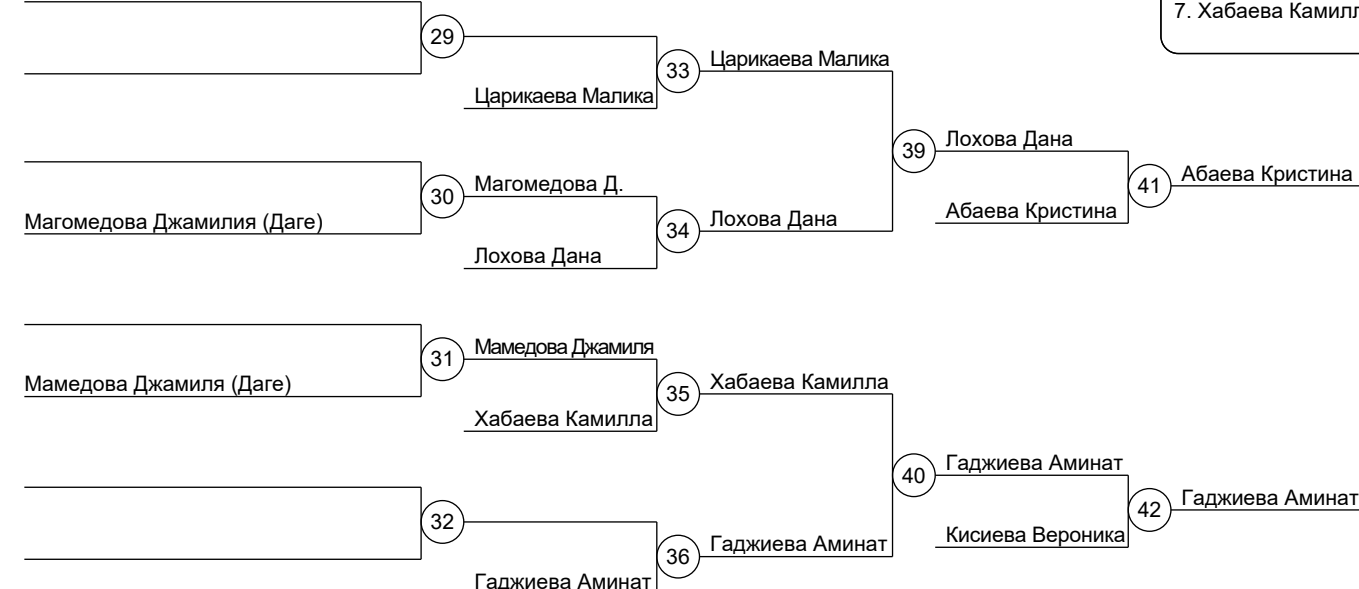 7. Хабаева Камилл
29
33
Царикаева Малика
Царикаева Малика
39
Лохова Дана
30
Магомедова Д.
41
Абаева Кристина
Магомедова Джамилия (Даге)
34
Лохова Дана
Абаева Кристина
Лохова Дана
31
Мамедова Джамиля
Мамедова Джамиля (Даге)
35
Хабаева Камилла
Хабаева Камилла
40
Гаджиева Аминат
42
Гаджиева Аминат
32
Кисиева Вероника
36
Гаджиева Аминат
Гаджиева Аминат